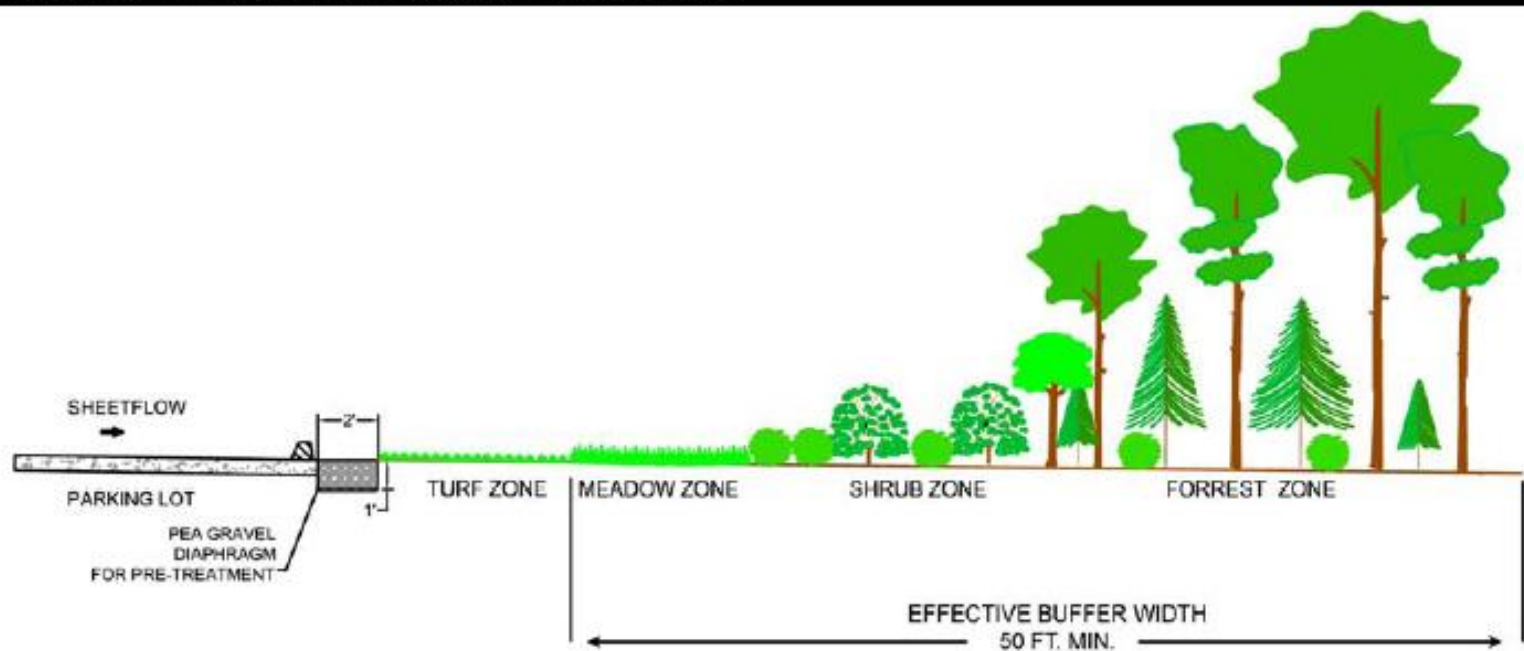 SHEETFLOW
2'
PARKING LOT
1'
PEA GRAVEL
DIAPHRAGM
FOR PRE-TREATMENT
TURF ZONE
MEADOW ZONE
SHRUB ZONE
FORREST ZONE
EFFECTIVE BUFFER WIDTH
50 FT. MIN.